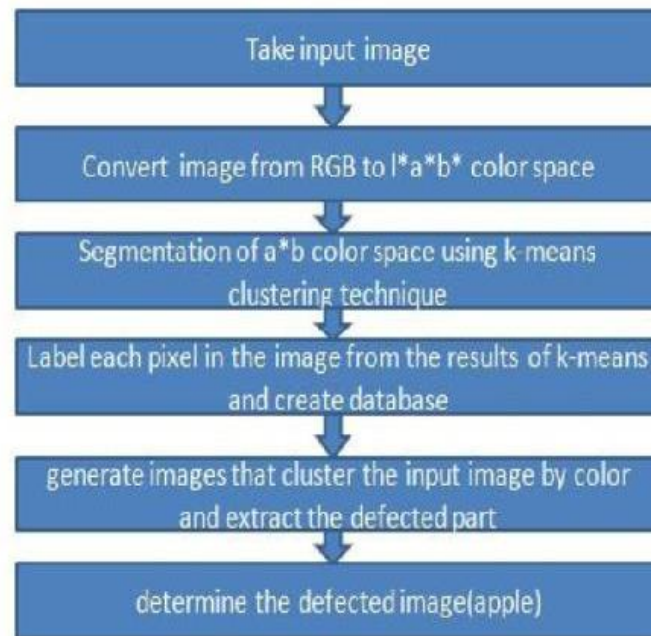 Take input image
Convert image from RGB to l*a*b* color space
Segmentation of a*b color space using k-means
clustering technique
Label each pixel in the image from the results of k-means
and create database
generate images that cluster the input image by color
and extract the defected part
determine the defected image(apple)